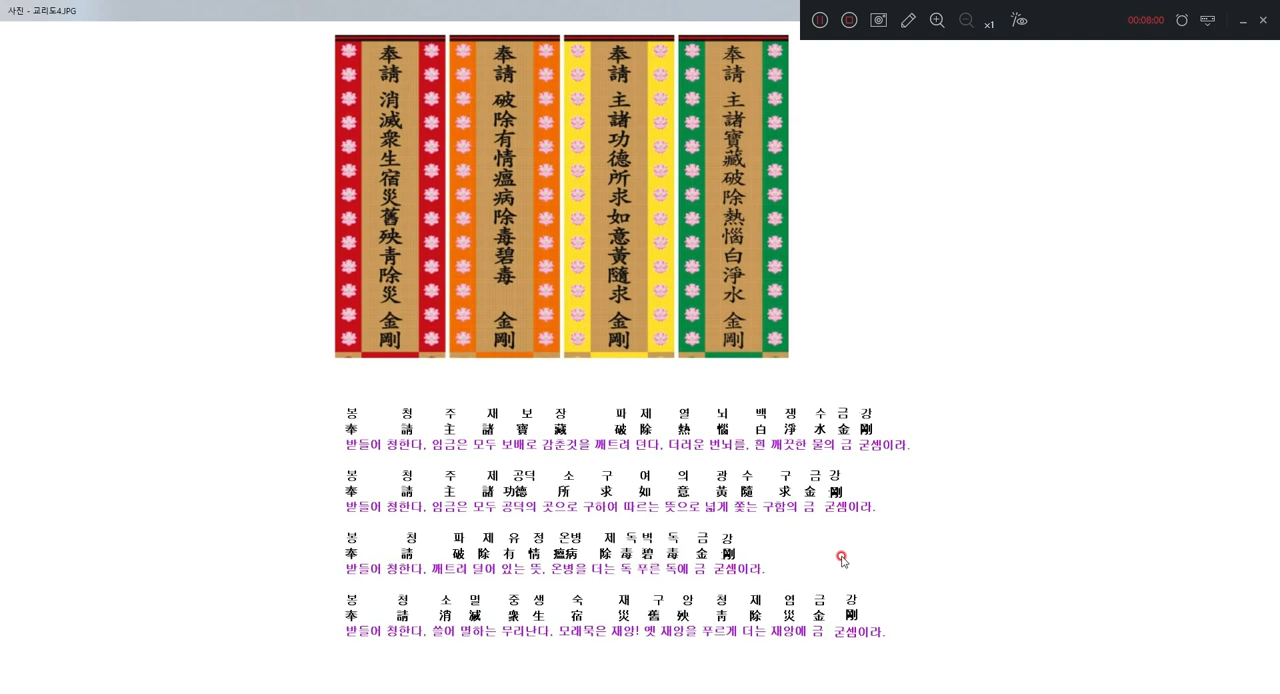 사진 - 교리도4.JPG
x1
00:08:00
奉請 消滅衆生宿災舊殃靑除災 金剛
奉請 破除有情瘟病除毒碧毒 金剛
奉請 主諸功德所求如意黃隨求 金剛
奉請 主諸寶藏破除熱惱白淨水 金剛
봉 청 주 재 보 장 파 제 열 뇌 백 쟁 수 금 강
奉 請 主 諸 寶 藏 破 除 熱 惱 白 淨 水 金 剛
받들어 청한다, 임금은 모두 보배로 감춘것을 깨트려 던다, 더러운 번뇌를, 흰 깨끗한 물의 금 굳셈이라.
봉 청 주 제 공덕 소 구 여 의 광 수 구 금 강
奉 請 主 諸 功德 所 求 如 意 黃 隨 求 金 剛
받들어 청한다, 임금은 모두 공덕의 곳으로 구하여 따르는 뜻으로 넓게 쫓는 구함의 금 굳셈이라.
봉 청 파 제 유 정 온병 제 독 벽 독 금 강
奉 請 破 除 有 情 瘟病 除 毒 碧 毒 金 剛
받들어 청한다, 깨트려 덜어 있는 뜻, 온병을 더는 독 푸른 독에 금 굳셈이라.
봉 청 소 멸 중 생 숙 재 구 앙 청 제 엄 금 강
奉 請 消 滅 衆 生 宿 災 舊 殃 靑 除 災 金 剛
받들어 청한다, 쓸어 멸하는 무리난다, 모래묵은 재앙! 옛 재앙을 푸르게 더는 재앙에 금 굳셈이라.